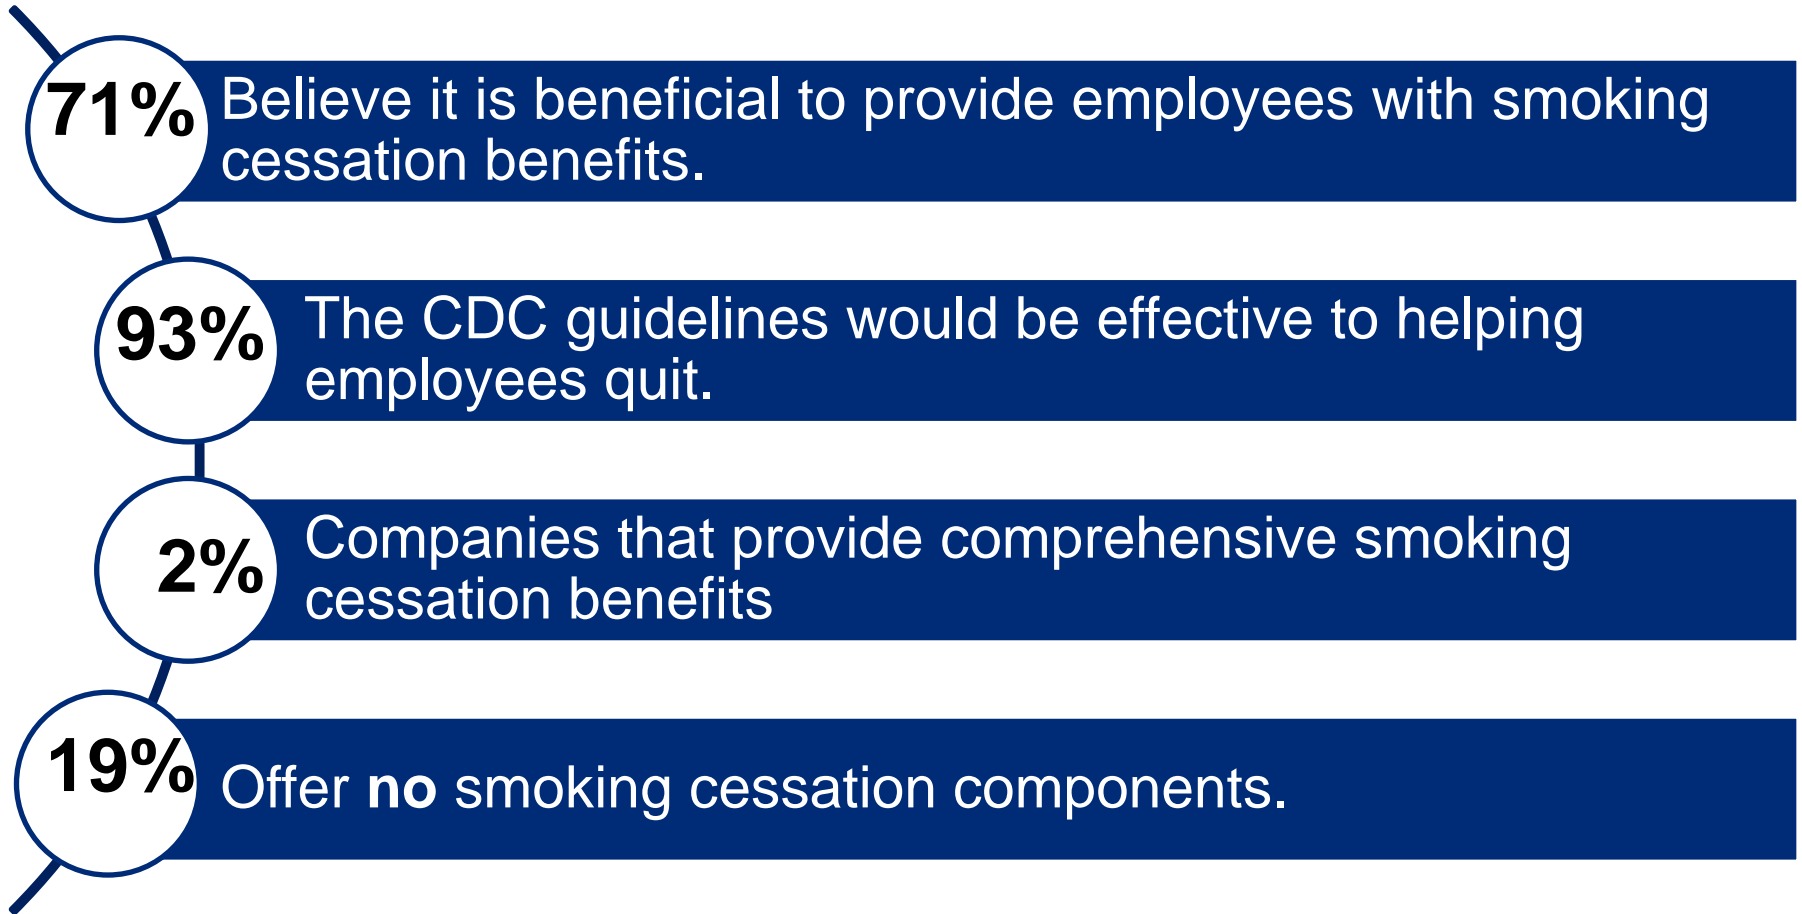 71%
Believe it is beneficial to provide employees with smoking
cessation benefits.
93%
The CDC guidelines would be effective to helping
employees quit.
2%
Companies that provide comprehensive smoking
cessation benefits
19%
Offer no smoking cessation components.